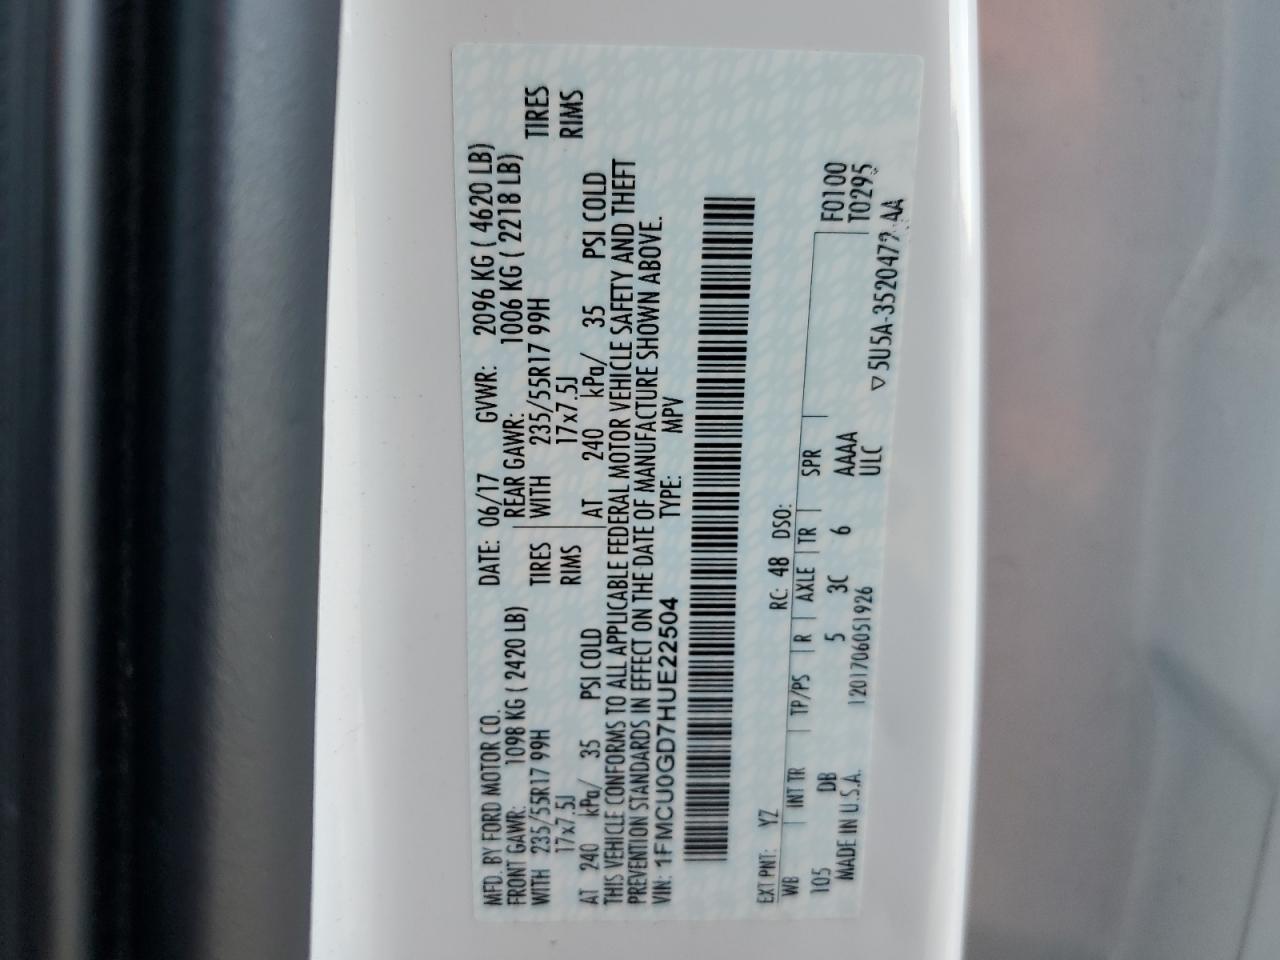 MFD. BY FORD MOTOR CO. DATE: 06/17 GVWR: 2096 KG ( 4620 LB)
FRONT GAWR: 1098 KG ( 2420 LB) REAR GAWR: 1006 KG ( 2218 LB)
WITH 235/55R17 99H TIRES WITH 235/55R17 99H TIRES
17x7.5J RIMS 17x7.5J RIMS
AT 240 kPa/ 35 PSI COLD AT 240 kPa/ 35 PSI COLD
THIS VEHICLE CONFORMS TO ALL APPLICABLE FEDERAL MOTOR VEHICLE SAFETY AND THEFT
PREVENTION STANDARDS IN EFFECT ON THE DATE OF MANUFACTURE SHOWN ABOVE.
VIN: 1FMCU0GD7HUE22504 TYPE: MPV
EXT PNT: YZ RC: 48 DSO:
WB INT TR TP/PS R AXLE TR SPR F0100
105 DB 5 3C 6 AAAA T0295
MADE IN U.S.A. 1201706051926 ULC
▽ 5U5A-3520472-AA